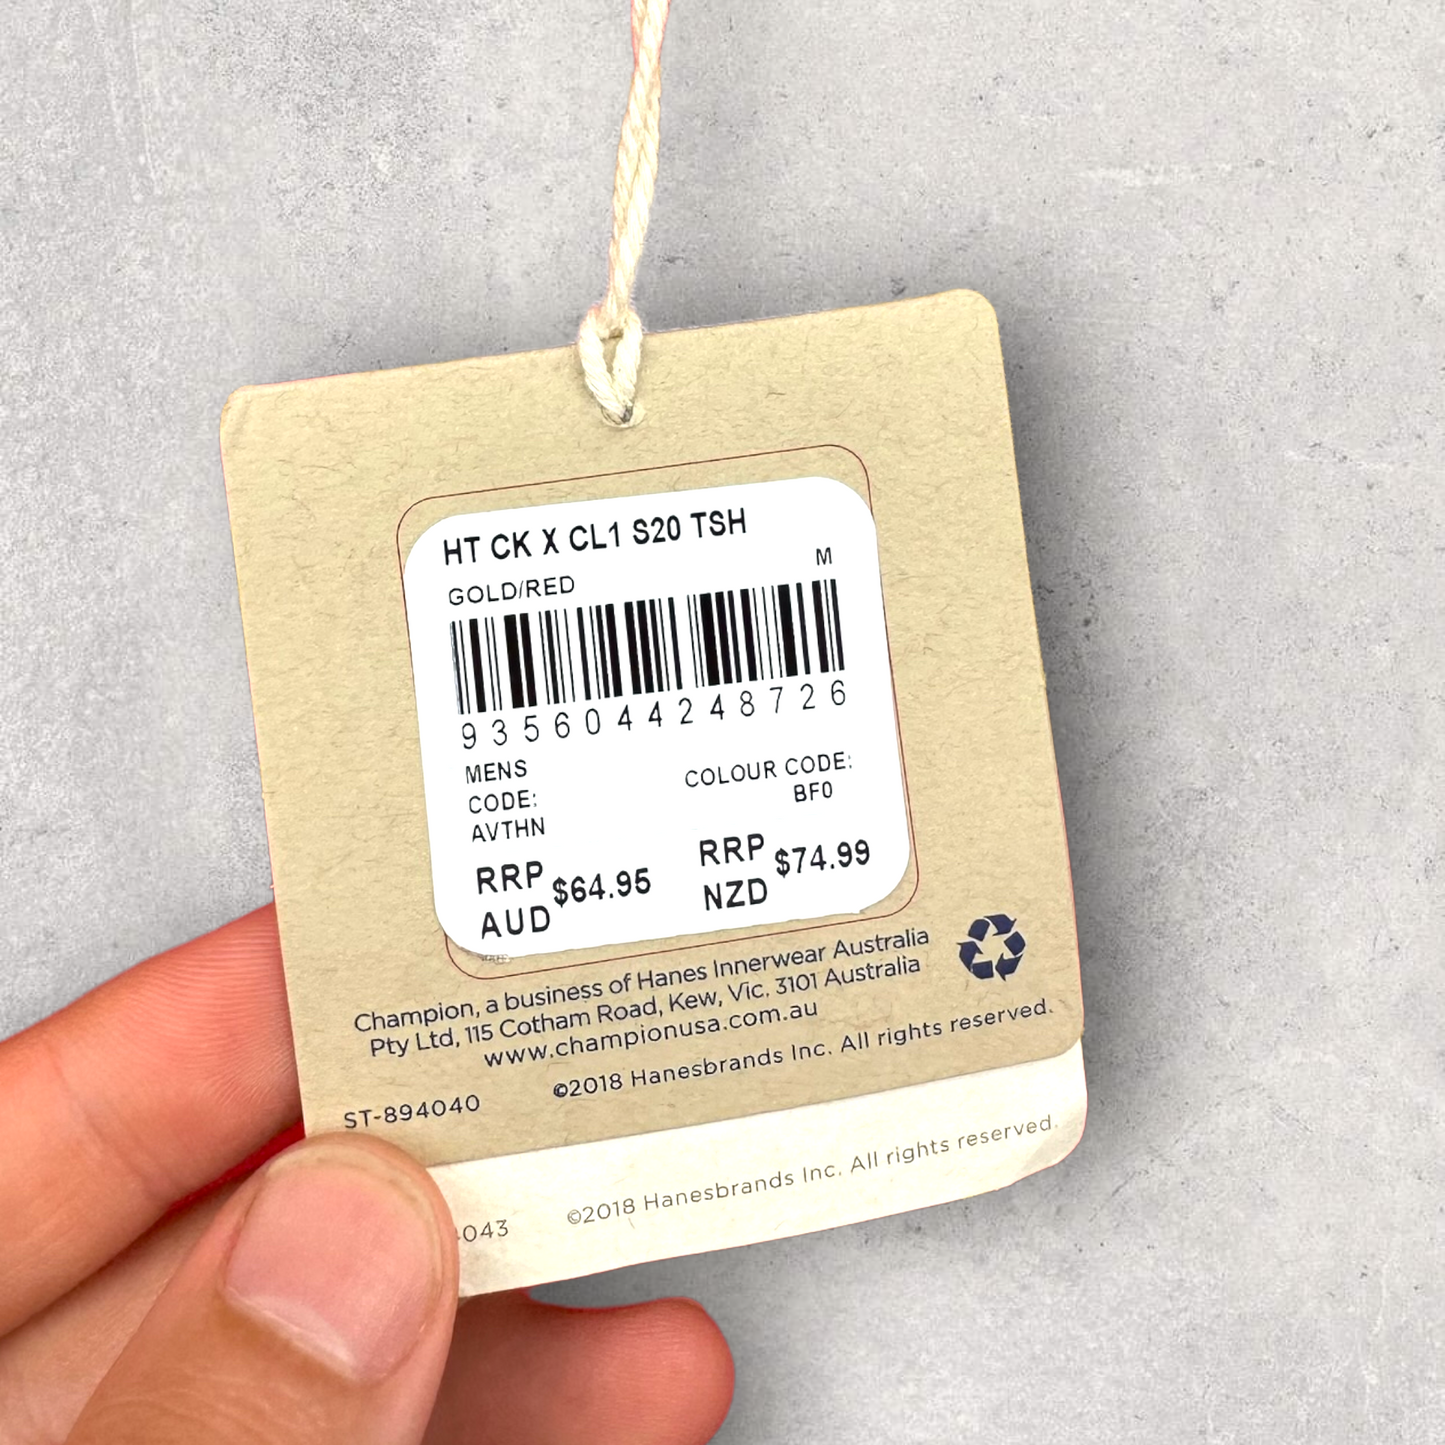 HT CK X CL1 S20 TSH
GOLD/RED
M
9356044248726
MENS
CODE:
AVTHN
COLOUR CODE:
BF0
RRP
AUD
$64.95
RRP
NZD
$74.99
Champion, a business of Hanes Innerwear Australia
Pty Ltd, 115 Cotham Road, Kew, Vic. 3101 Australia
www.championusa.com.au
©2018 Hanesbrands Inc. All rights reserved.
ST-894040
043
©2018 Hanesbrands Inc. All rights reserved.